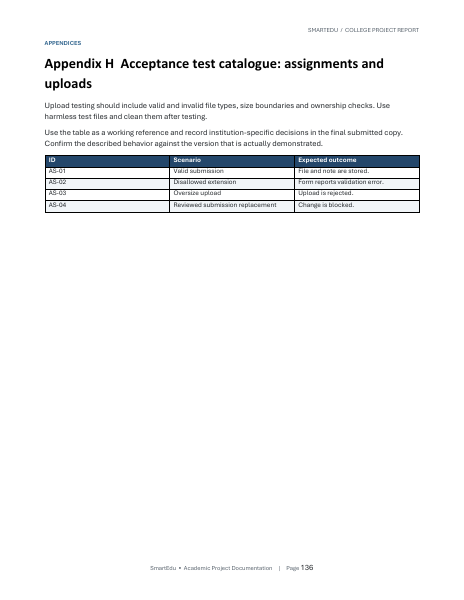 SMARTEDU / COLLEGE PROJECT REPORT
APPENDICES
Appendix H Acceptance test catalogue: assignments and
uploads
Upload testing should include valid and invalid file types, size boundaries and ownership checks. Use
harmless test files and clean them after testing.
Use the table as a working reference and record institution-specific decisions in the final submitted copy.
Confirm the described behavior against the version that is actually demonstrated.
ID Scenario Expected outcome
AS-01 Valid submission File and note are stored.
AS-02 Disallowed extension Form reports validation error.
AS-03 Oversize upload Upload is rejected.
AS-04 Reviewed submission replacement Change is blocked.
SmartEdu • Academic Project Documentation | Page 136